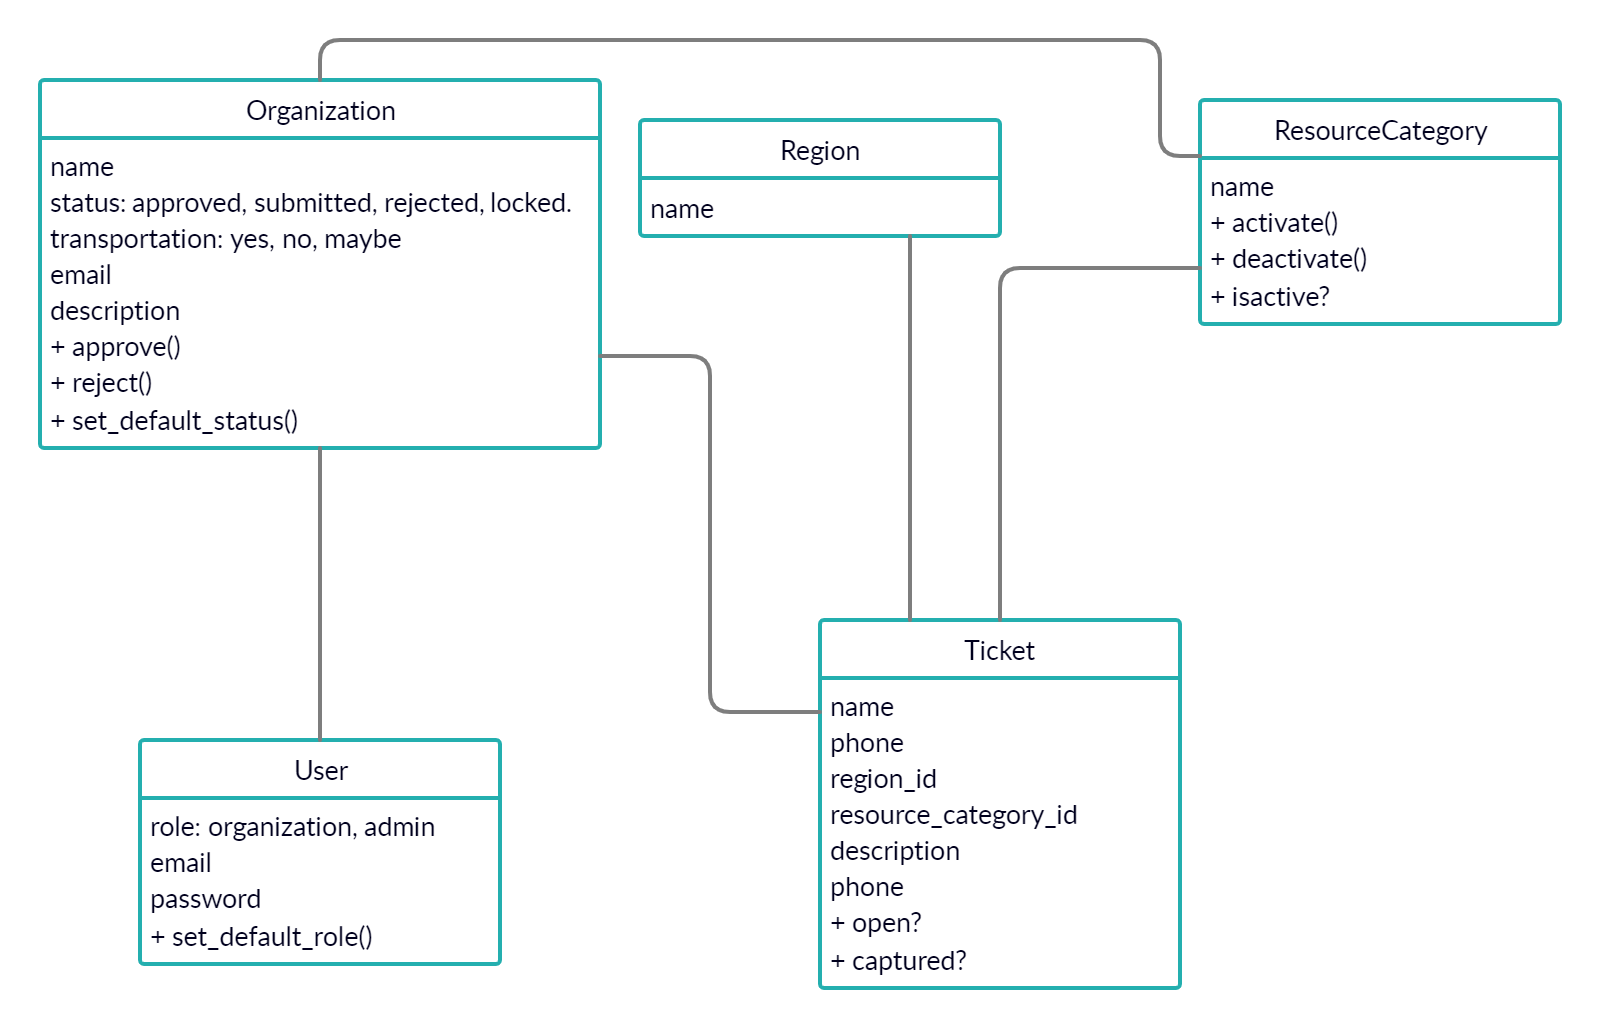 Organization
name
status: approved, submitted, rejected, locked.
transportation: yes, no, maybe
email
description
+ approve()
+ reject()
+ set_default_status()
Region
name
ResourceCategory
name
+ activate()
+ deactivate()
+ isactive?
User
role: organization, admin
email
password
+ set_default_role()
Ticket
name
phone
region_id
resource_category_id
description
phone
+ open?
+ captured?